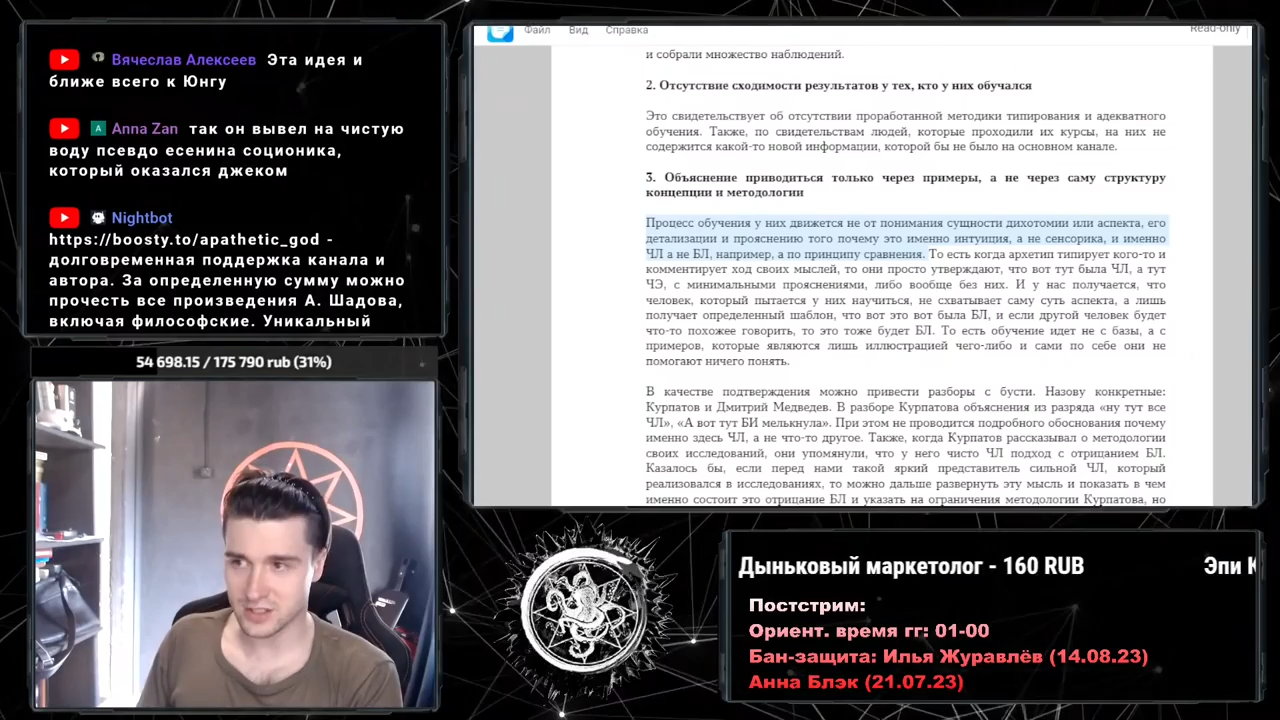 Вячеслав Алексеев Эта идея и
ближе всего к Юнгу
Anna Zan так он вывел на чистую
воду псевдо есенина соционика,
который оказался джеком
Nightbot
https://boosty.to/apathetic_god -
долговременная поддержка канала и
автора. За определенную сумму можно
прочесть все произведения А. Шадова,
включая философские. Уникальный
54 698.15 / 175 790 rub (31%)
Файл Вид Справка Read-only
и собрали множество наблюдений.
2. Отсутствие сходимости результатов у тех, кто у них обучался
Это свидетельствует об отсутствии проработанной методики типирования и адекватного
обучения. Также, по свидетельствам людей, которые проходили их курсы, на них не
содержится какой-то новой информации, которой бы не было на основном канале.
3. Объяснение приводиться только через примеры, а не через саму структуру
концепции и методологии
Процесс обучения у них движется не от понимания сущности дихотомии или аспекта, его
детализации и прояснению того почему это именно интуиция, а не сенсорика, и именно
ЧЛ а не БЛ, например, а по принципу сравнения. То есть когда архетип типирует кого-то и
комментирует ход своих мыслей, то они просто утверждают, что вот тут была ЧЛ, а тут
ЧЭ, с минимальными прояснениями, либо вообще без них. И у нас получается, что
человек, который пытается у них научиться, не схватывает саму суть аспекта, а лишь
получает определенный шаблон, что вот это вот была БЛ, и если другой человек будет
что-то похожее говорить, то это тоже будет БЛ. То есть обучение идет не с базы, а с
примеров, которые являются лишь иллюстрацией чего-либо и сами по себе они не
помогают ничего понять.
В качестве подтверждения можно привести разборы с бусти. Назову конкретные:
Курпатов и Дмитрий Медведев. В разборе Курпатова объяснения из разряда «ну тут все
ЧЛ», «А вот тут БИ мелькнула». При этом не проводится подробного обоснования почему
именно здесь ЧЛ, а не что-то другое. Также, когда Курпатов рассказывал о методологии
своих исследований, они упомянули, что у него чисто ЧЛ подход с отрицанием БЛ.
Казалось бы, если перед нами такой яркий представитель сильной ЧЛ, который
реализовался в исследованиях, то можно дальше развернуть эту мысль и показать в чем
именно состоит это отрицание БЛ и указать на ограничения методологии Курпатова, но
Дыньковый маркетолог - 160 RUB Эпи К
Постстрим:
Ориент. время гг: 01-00
Бан-защита: Илья Журавлёв (14.08.23)
Анна Блэк (21.07.23)